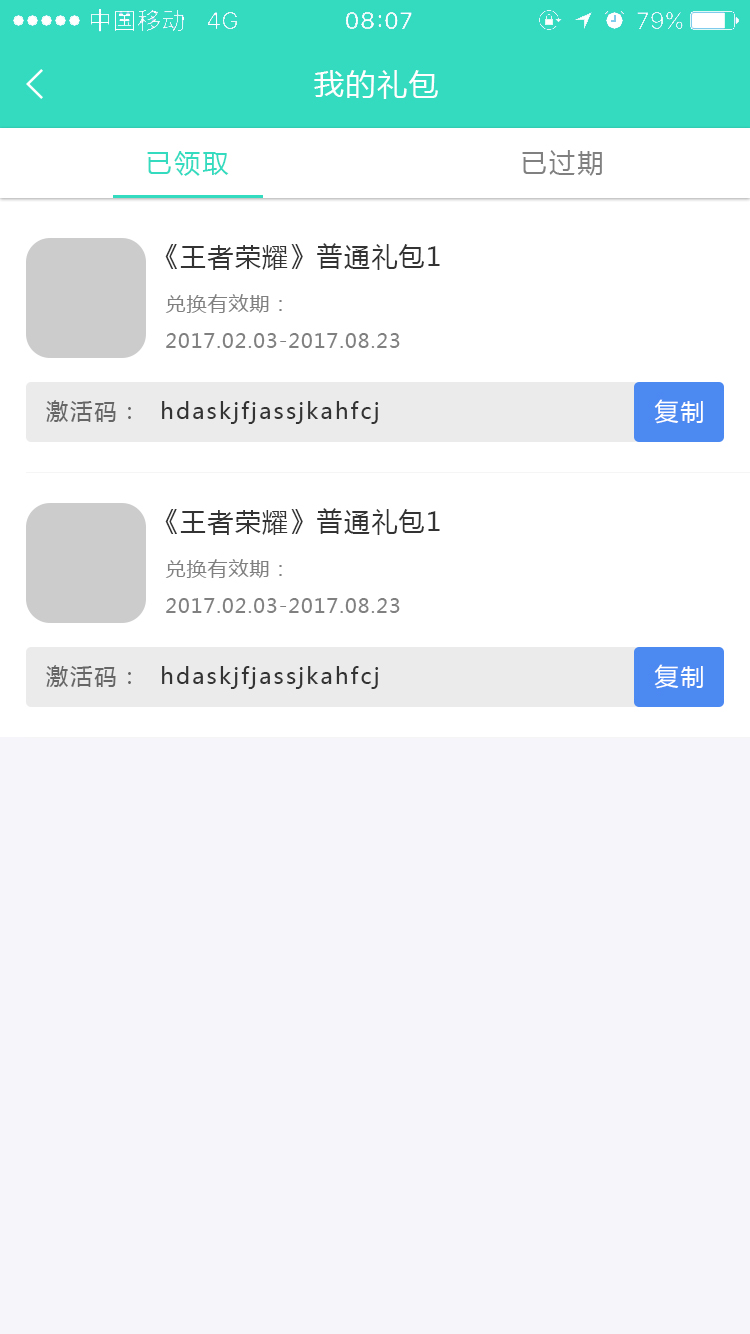 中国移动 4G 08:07 79%
我的礼包
已领取 已过期
《王者荣耀》普通礼包1
兑换有效期：
2017.02.03-2017.08.23
激活码： hdaskjfjassjkahfcj 复制
《王者荣耀》普通礼包1
兑换有效期：
2017.02.03-2017.08.23
激活码： hdaskjfjassjkahfcj 复制